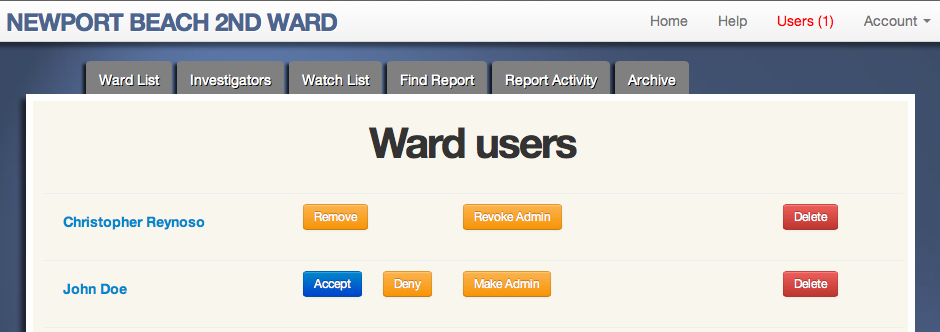 NEWPORT BEACH 2ND WARD Home Help Users (1) Account
Ward List Investigators Watch List Find Report Report Activity Archive
Ward users
Christopher Reynoso Remove Revoke Admin Delete
John Doe Accept Deny Make Admin Delete